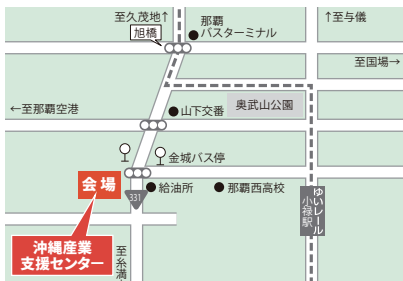 至久茂地↑
旭橋
那覇
バスターミナル
↑至与儀
至国場→
←至那覇空港
山下交番
奥武山公園
金城バス停
会場
331
給油所
那覇西高校
ゆいレール
小禄駅
沖縄産業
支援センター
至糸満